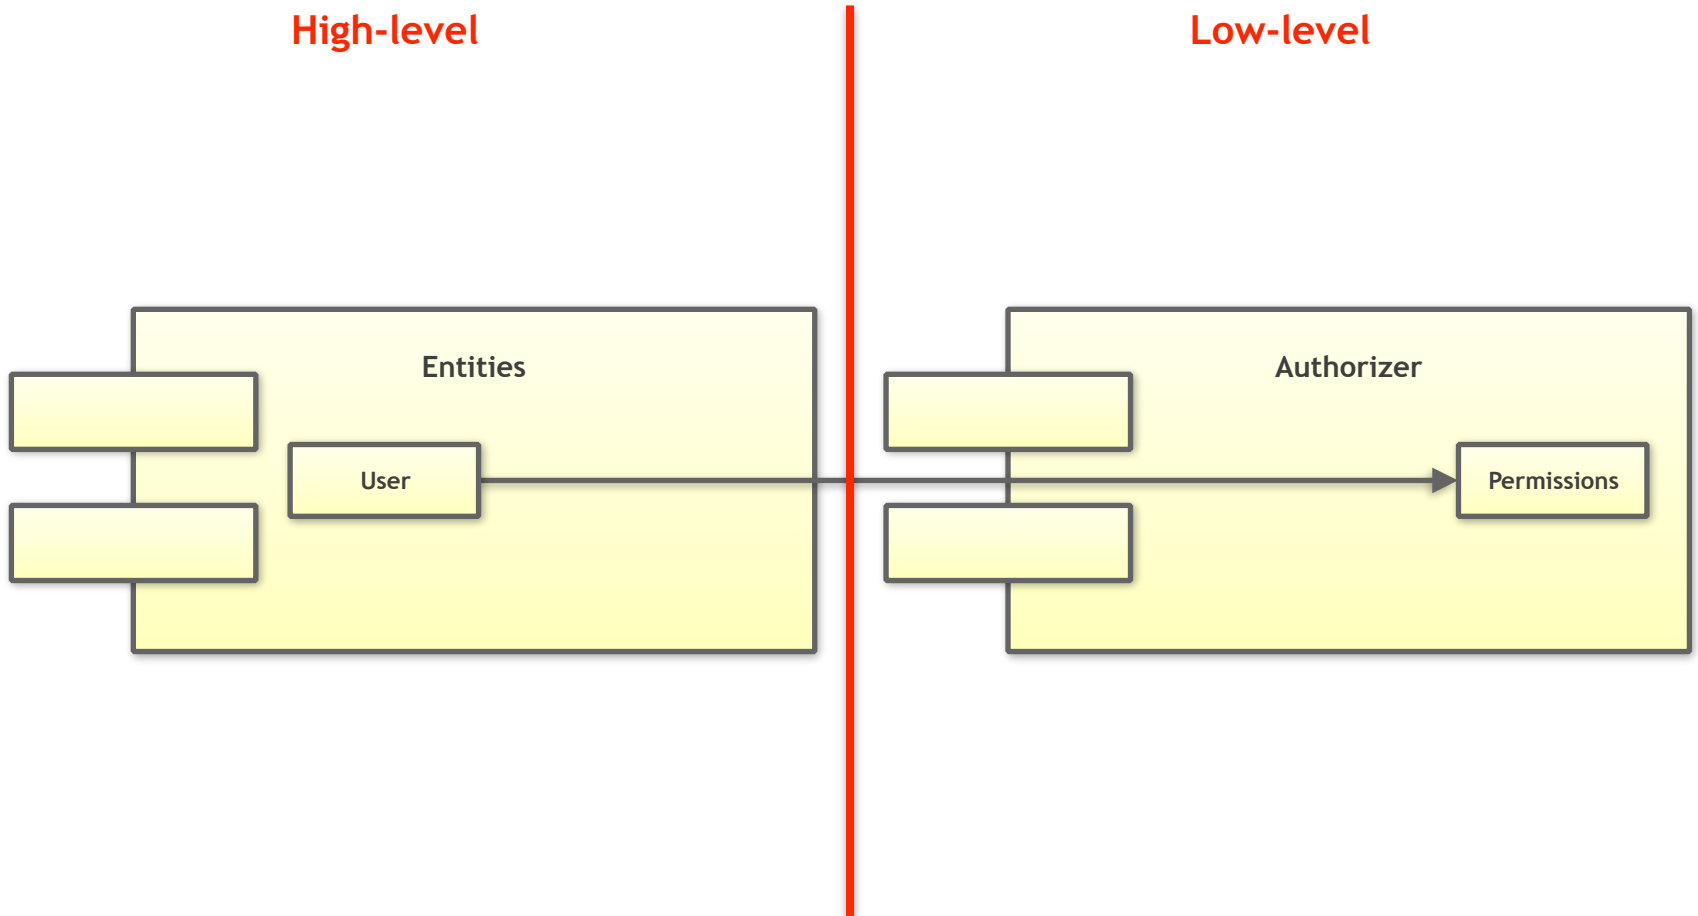 High-level
Low-level
Entities
Authorizer
User
Permissions